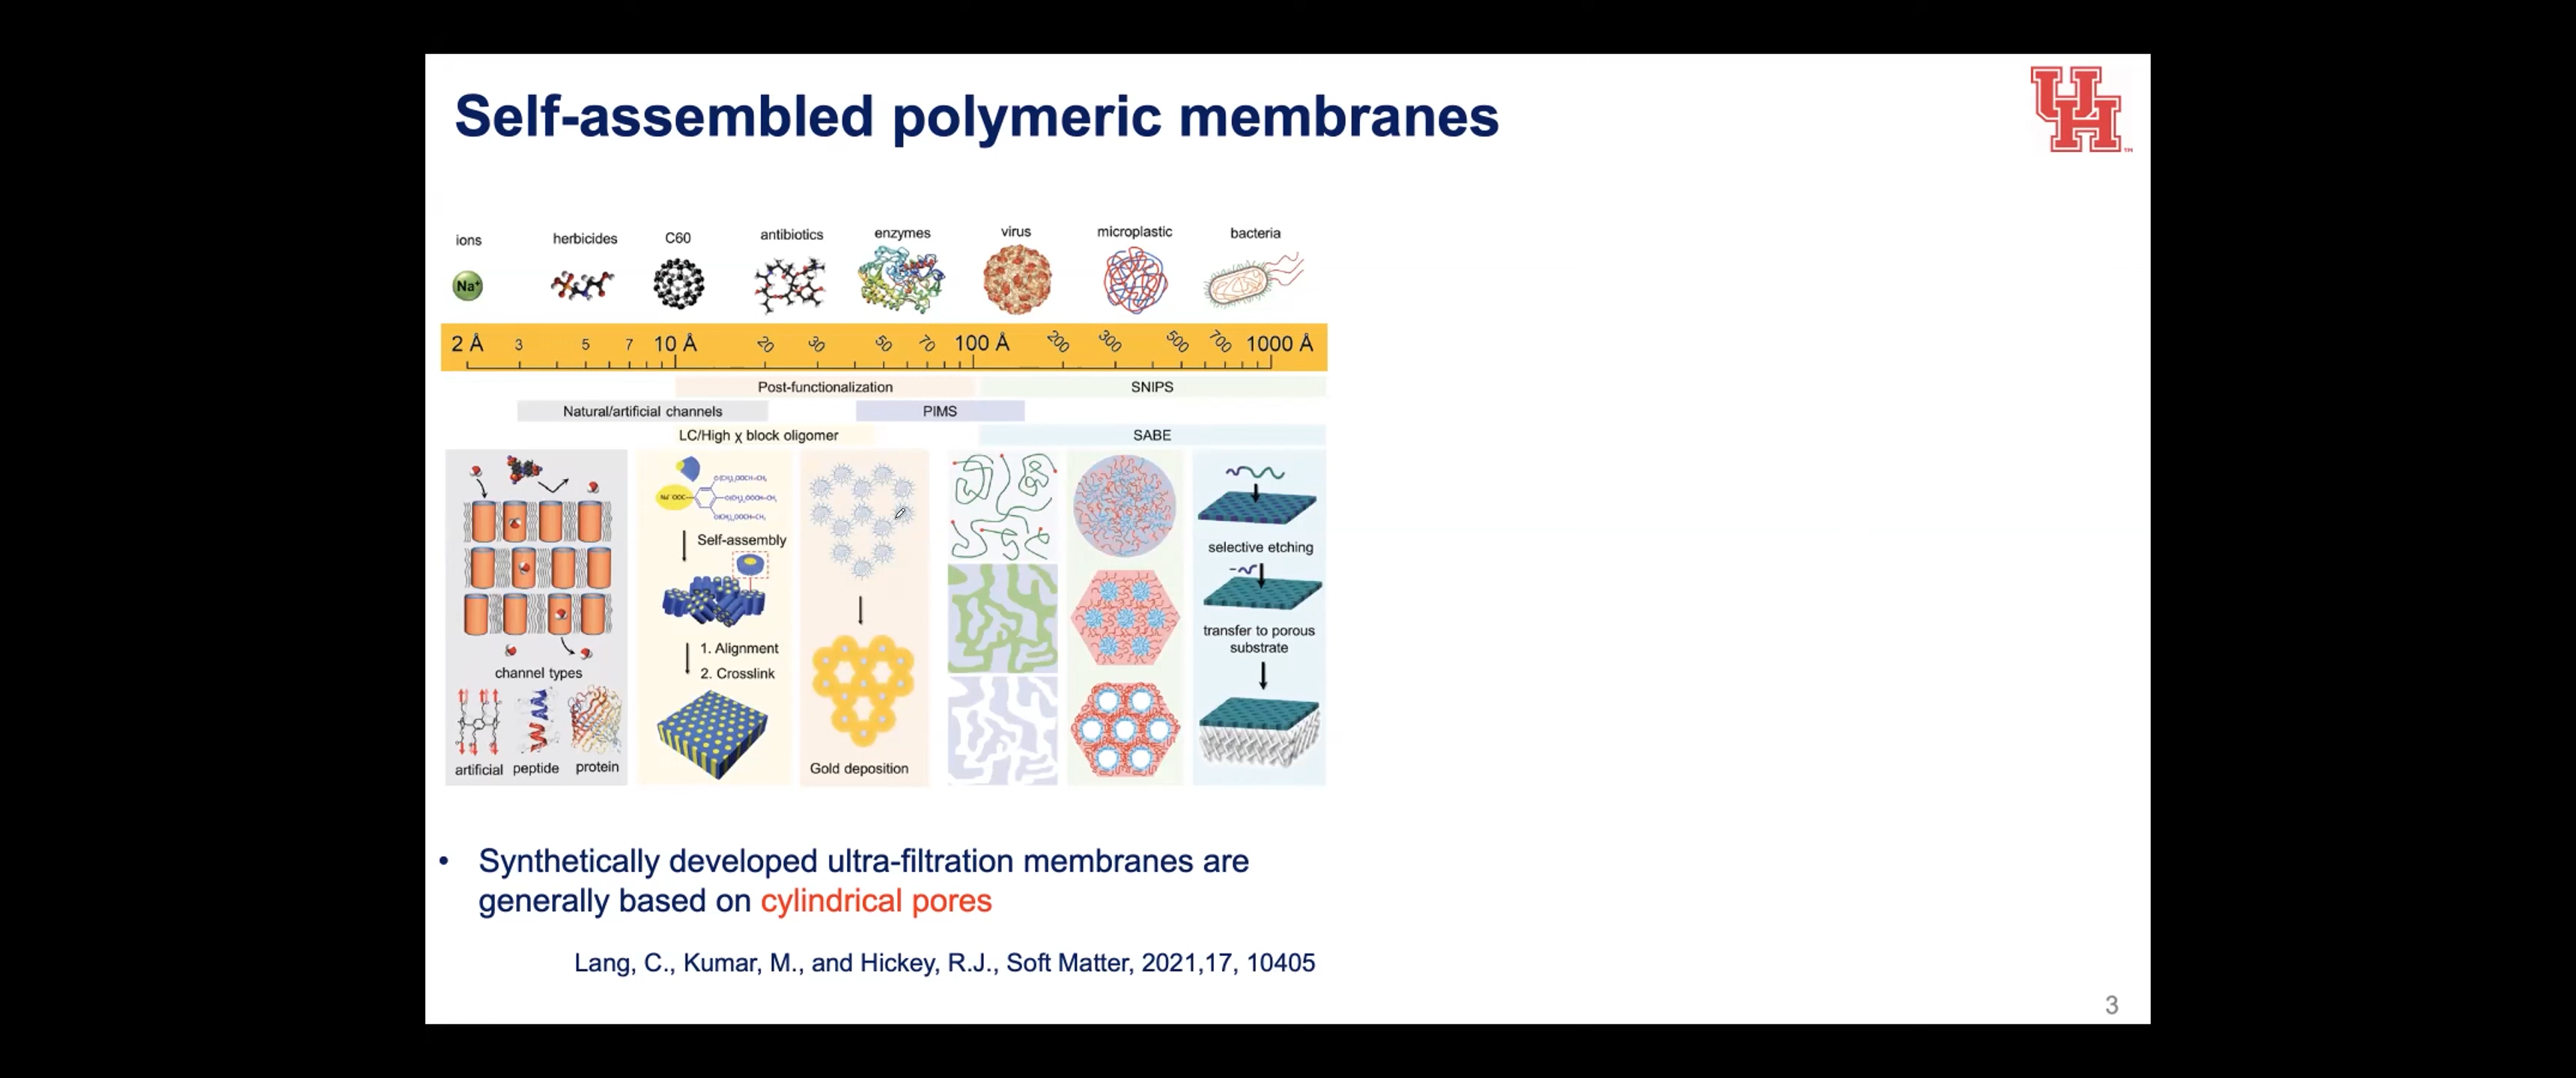 Self-assembled polymeric membranes
UH
TM
ions
herbicides
C60
antibiotics
enzymes
virus
microplastic
bacteria
Na+
2 Å 3 5 7 10 Å 20 30 50 70 100 Å 200 300 500 700 1000 Å
Post-functionalization
SNIPS
Natural/artificial channels
PIMS
LC/High χ block oligomer
SABE
channel types
artificial peptide protein
Self-assembly
1. Alignment
2. Crosslink
Gold deposition
selective etching
transfer to porous
substrate
• Synthetically developed ultra-filtration membranes are
generally based on cylindrical pores
Lang, C., Kumar, M., and Hickey, R.J., Soft Matter, 2021,17, 10405
3